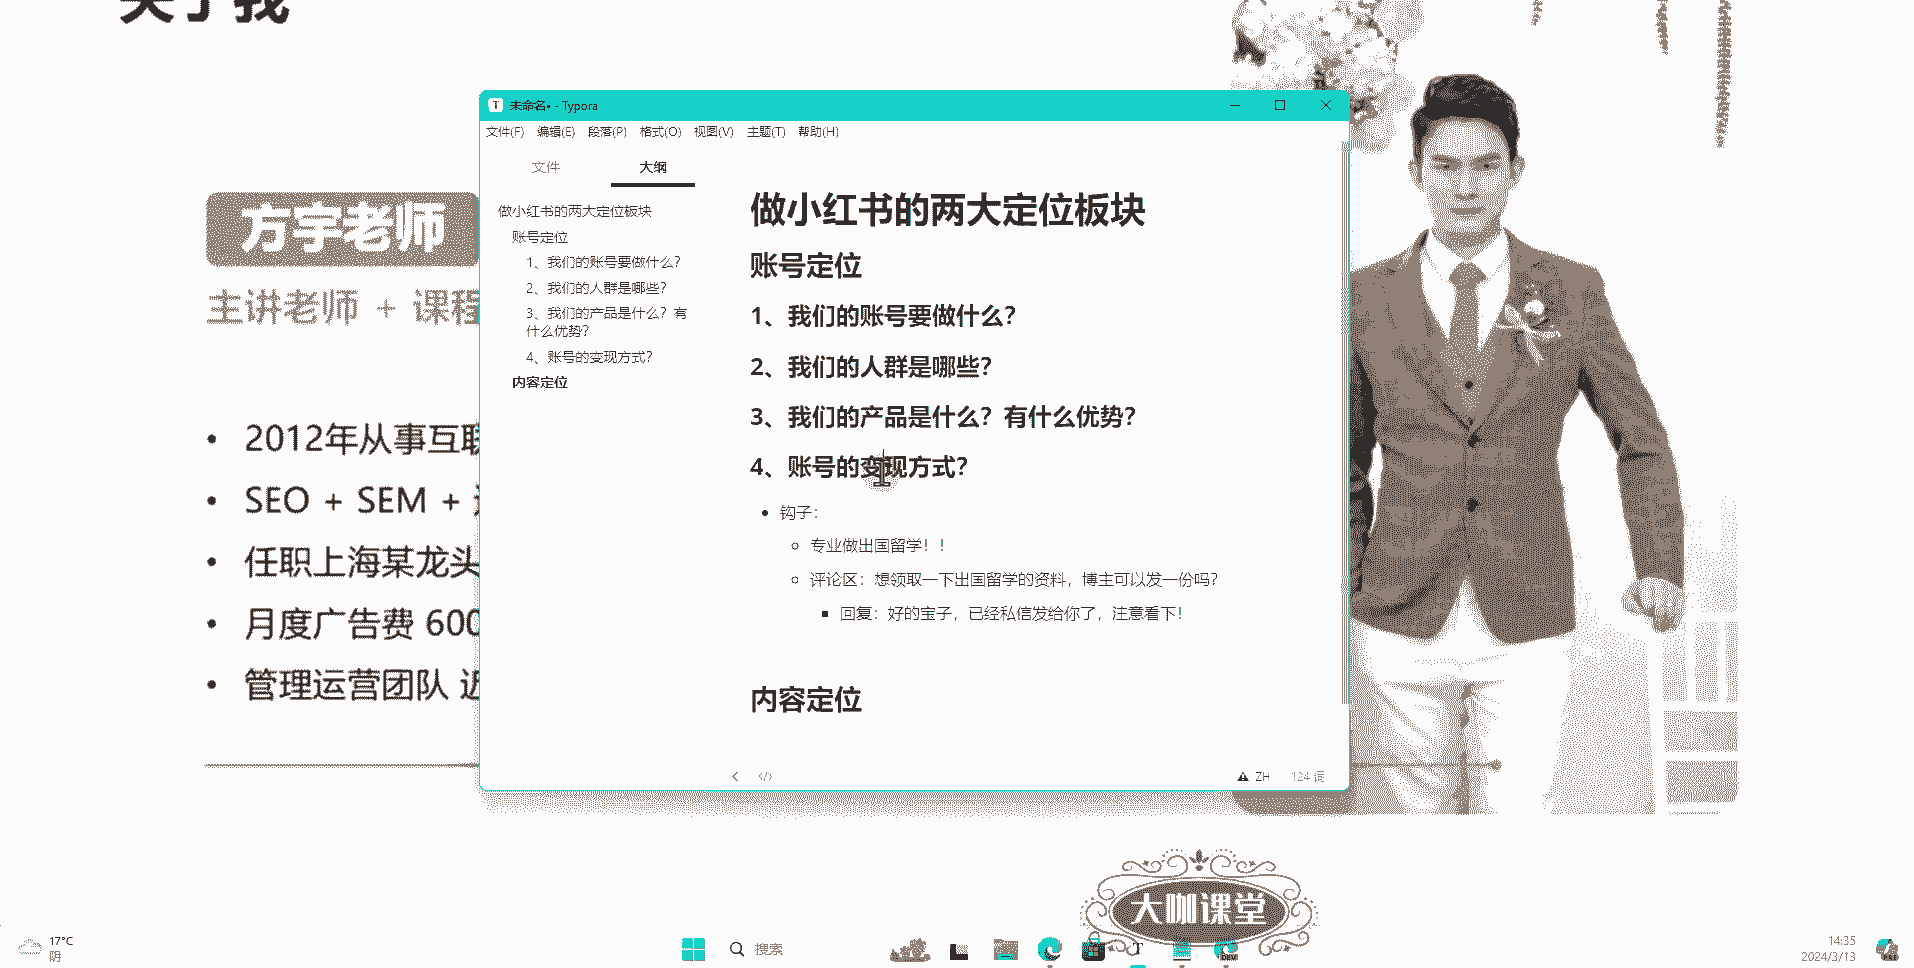 关于我
方宇老师
主讲老师 + 课程
2012年从事互联
SEO + SEM +
任职上海某龙头
月度广告费 600
管理运营团队 近
未命名• - Typora
文件(F) 编辑(E) 段落(P) 格式(O) 视图(V) 主题(T) 帮助(H)
文件 大纲
做小红书的两大定位板块
账号定位
1、我们的账号要做什么？
2、我们的人群是哪些？
3、我们的产品是什么？有
什么优势？
4、账号的变现方式？
内容定位
做小红书的两大定位板块
账号定位
1、我们的账号要做什么？
2、我们的人群是哪些？
3、我们的产品是什么？有什么优势？
4、账号的变现方式？
钩子：
专业做出国留学！！
评论区：想领取一下出国留学的资料，博主可以发一份吗？
回复：好的宝子，已经私信发给你了，注意看下！
内容定位
ZH 124 词
大咖课堂
17°C
阴
搜索
14:35
2024/3/13